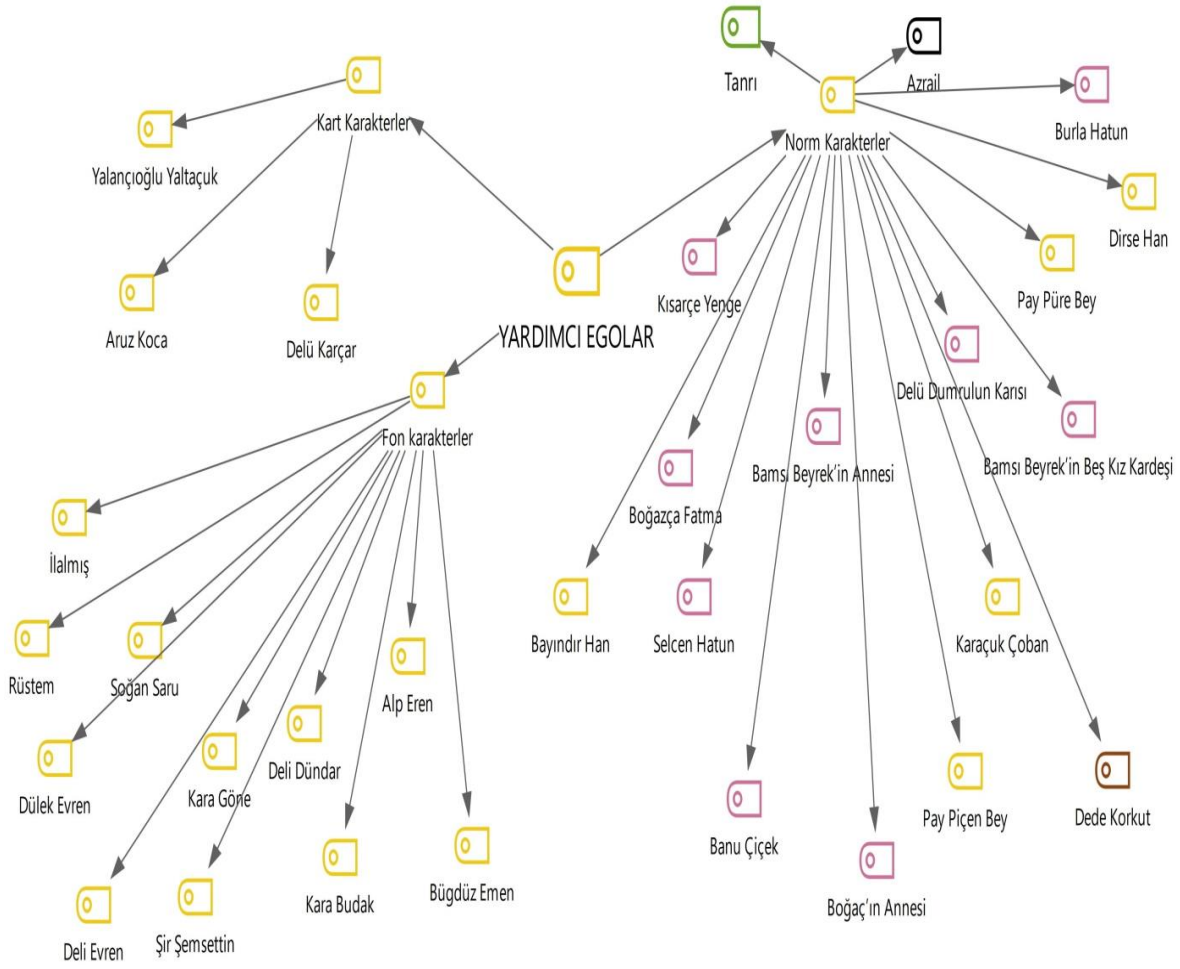 Tanrı
Azrail
Kart Karakterler
Burla Hatun
Norm Karakterler
Yalançıoğlu Yaltaçuk
Dirse Han
Pay Püre Bey
Kısarçe Yenge
Aruz Koca
Delü Karçar
YARDIMCI EGOLAR
Delü Dumrulun Karısı
Fon karakterler
Bamsı Beyrek'in Annesi
Bamsı Beyrek'in Beş Kız Kardeşi
Boğazça Fatma
İlalmış
Bayındır Han
Selcen Hatun
Karaçuk Çoban
Rüstem
Soğan Saru
Alp Eren
Deli Dündar
Dülek Evren
Kara Göne
Banu Çiçek
Pay Piçen Bey
Dede Korkut
Kara Budak
Bügdüz Emen
Boğaç'ın Annesi
Deli Evren
Şir Şemsettin